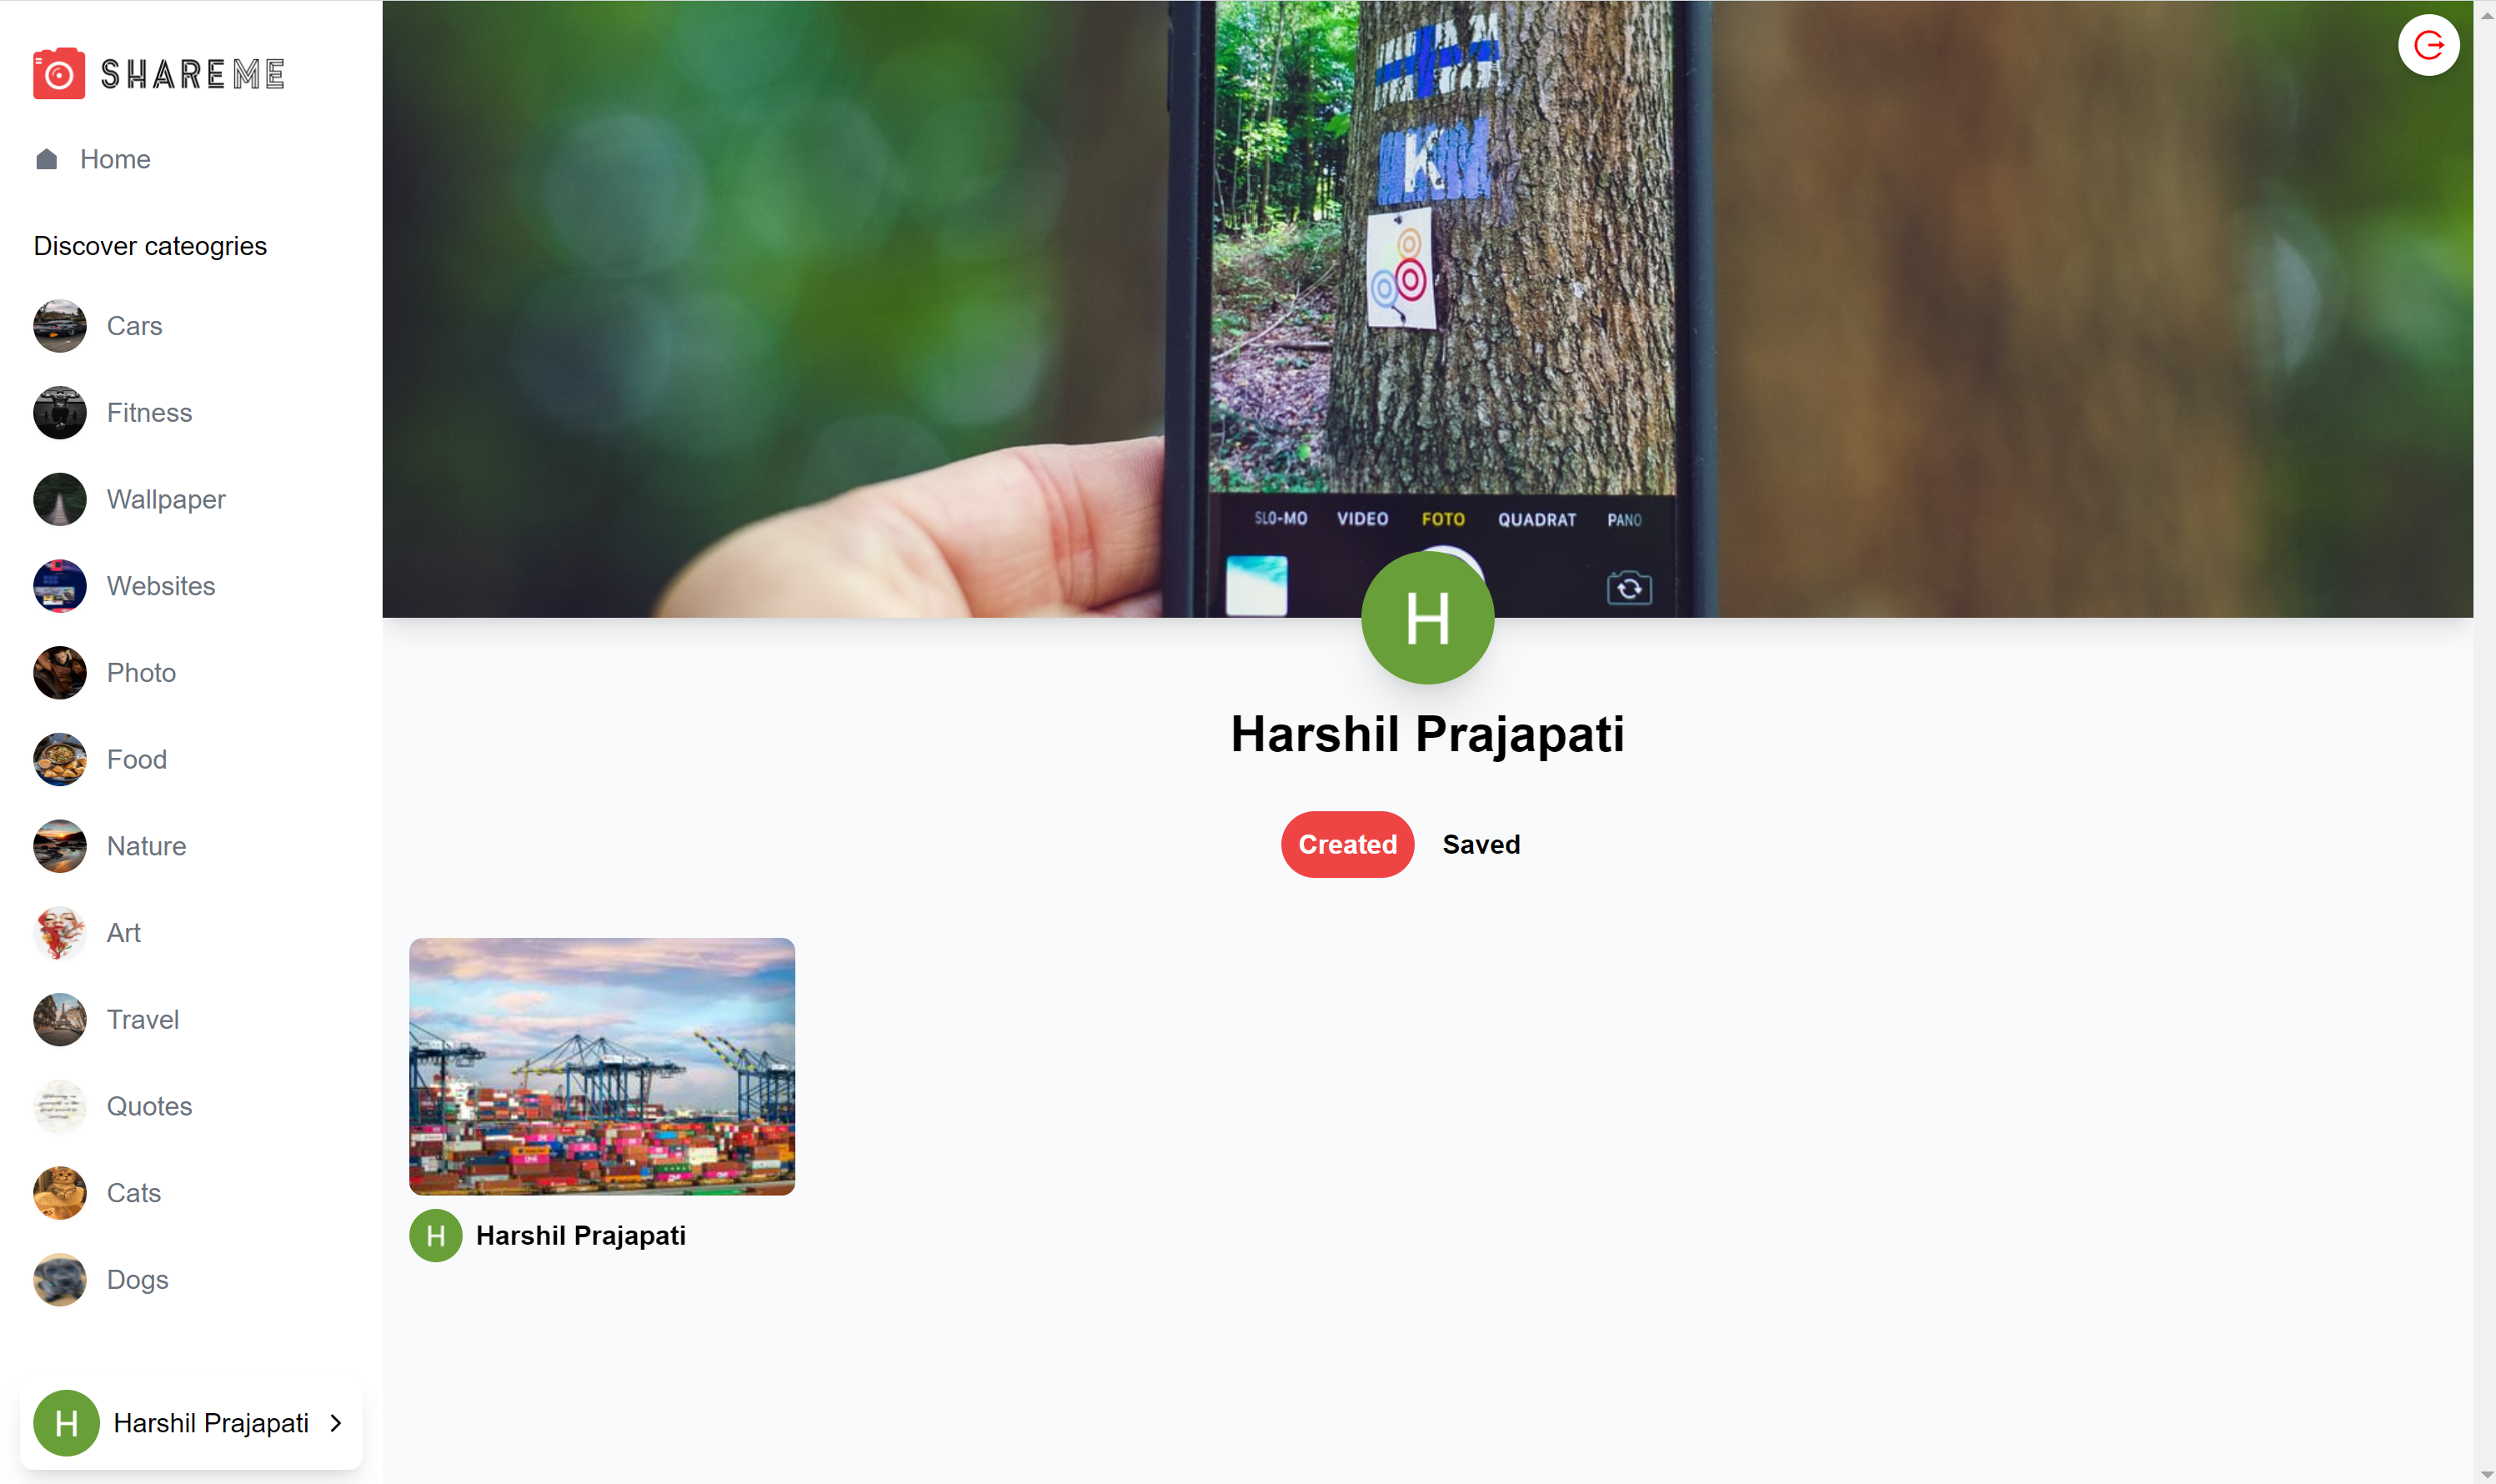 SHAREME
Home
Discover cateogries
Cars
Fitness
Wallpaper
Websites
Photo
Food
Nature
Art
Travel
Quotes
Cats
Dogs
Harshil Prajapati
K
SLO-MO VIDEO FOTO QUADRAT PANO
H
Harshil Prajapati
Created Saved
H Harshil Prajapati
H